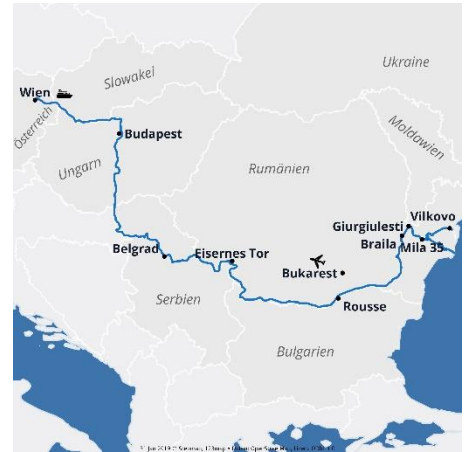 Slowakei
Ukraine
Wien
Österreich
Budapest
Moldawien
Ungarn
Rumänien
Vilkovo
Giurgiulesti
Braila
Mila 35
Belgrad
Eisernes Tor
Bukarest
Serbien
Rousse
Bulgarien